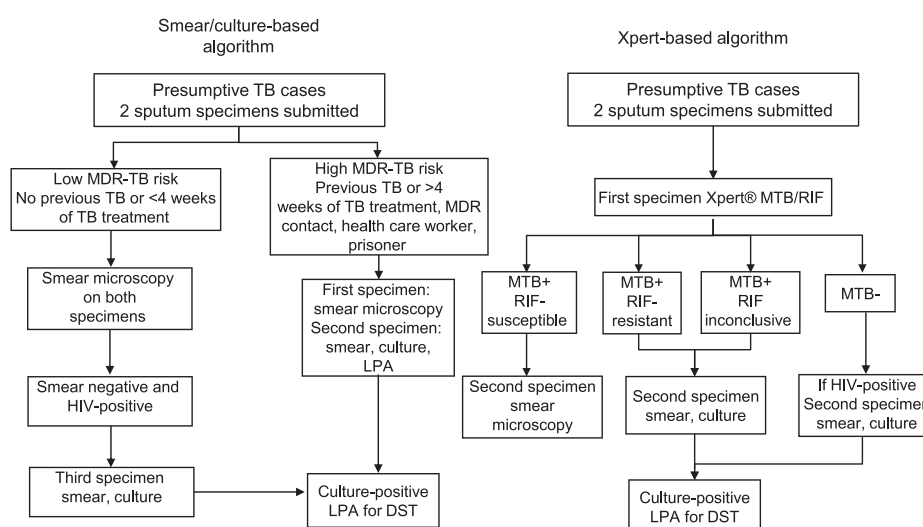 Smear/culture-based
algorithm
Presumptive TB cases
2 sputum specimens submitted
Low MDR-TB risk
No previous TB or <4 weeks
of TB treatment
High MDR-TB risk
Previous TB or >4
weeks of TB treatment, MDR
contact, health care worker,
prisoner
Smear microscopy
on both
specimens
First specimen:
smear microscopy
Second specimen:
smear, culture,
LPA
Smear negative and
HIV-positive
Third specimen
smear, culture
Culture-positive
LPA for DST
Xpert-based algorithm
Presumptive TB cases
2 sputum specimens submitted
First specimen Xpert® MTB/RIF
MTB+
RIF-
susceptible
MTB+
RIF-
resistant
MTB+
RIF
inconclusive
MTB-
Second specimen
smear
microscopy
Second specimen
smear, culture
If HIV-positive
Second specimen
smear, culture
Culture-positive
LPA for DST